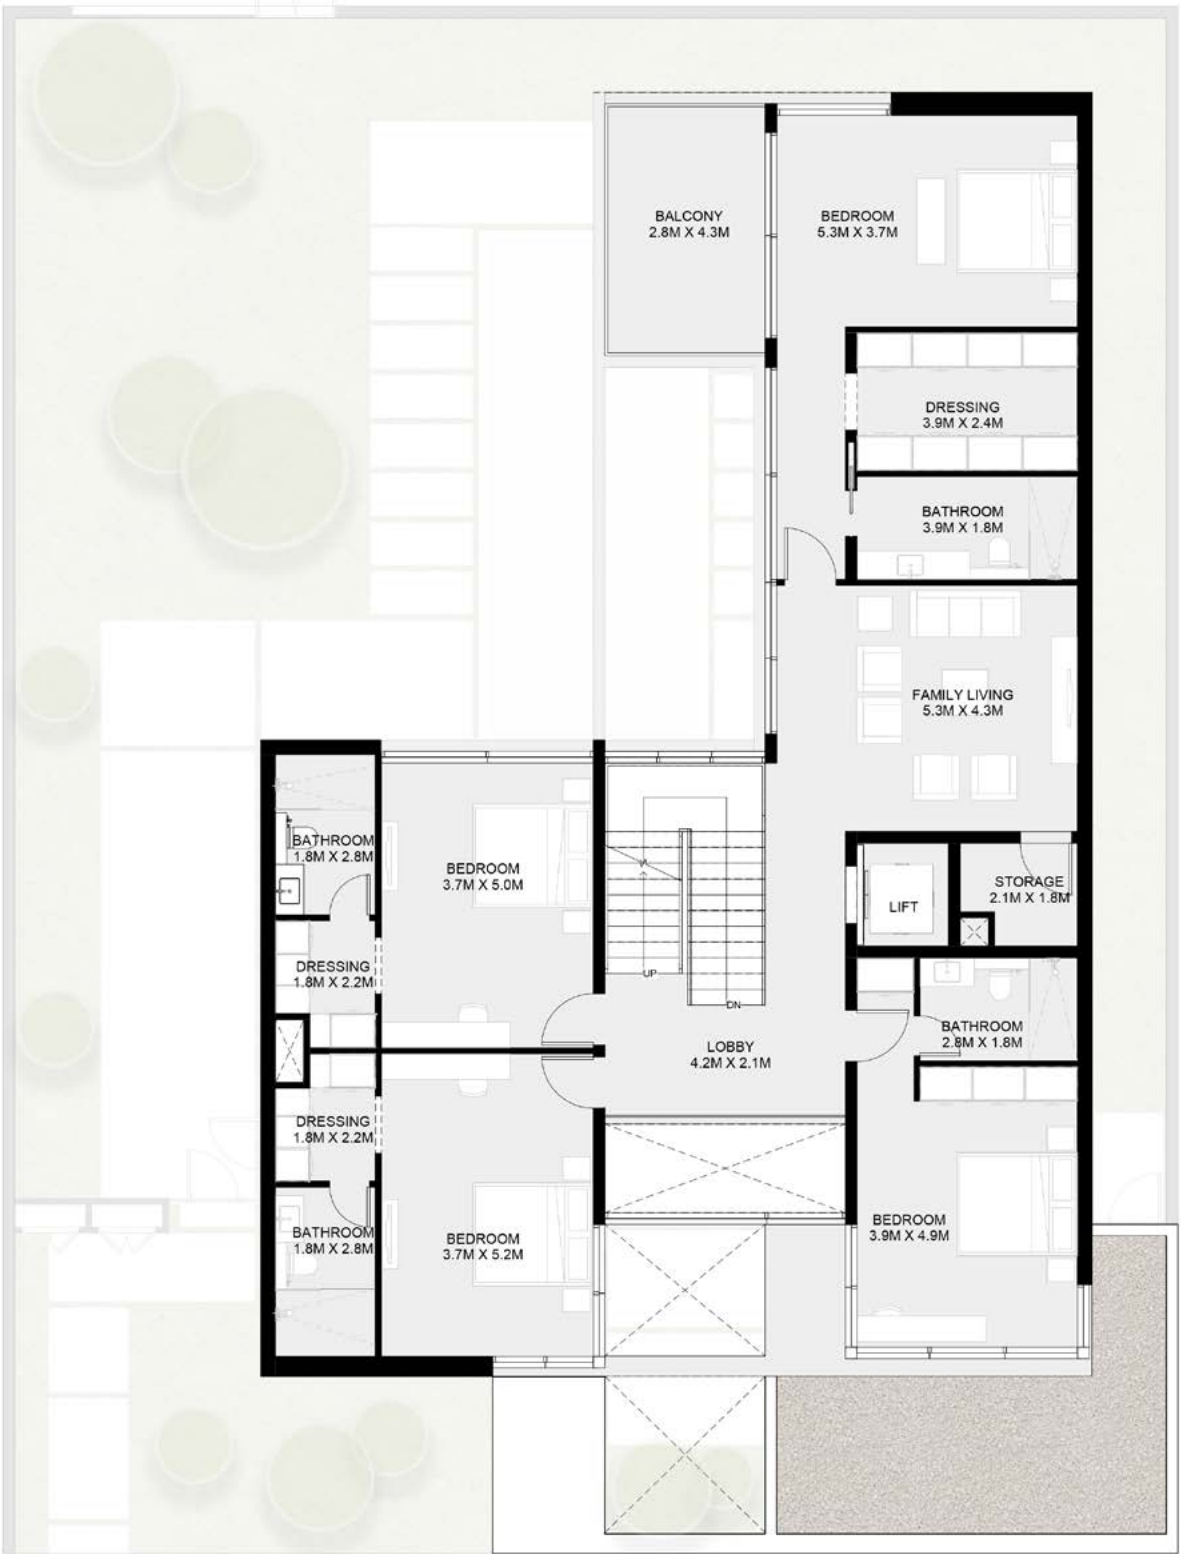 BALCONY
2.8M X 4.3M
BEDROOM
5.3M X 3.7M
DRESSING
3.9M X 2.4M
BATHROOM
3.9M X 1.8M
FAMILY LIVING
5.3M X 4.3M
BATHROOM
1.8M X 2.8M
BEDROOM
3.7M X 5.0M
STORAGE
2.1M X 1.8M
LIFT
DRESSING
1.8M X 2.2M
UP
DN
LOBBY
4.2M X 2.1M
BATHROOM
2.8M X 1.8M
DRESSING
1.8M X 2.2M
BATHROOM
1.8M X 2.8M
BEDROOM
3.7M X 5.2M
BEDROOM
3.9M X 4.9M